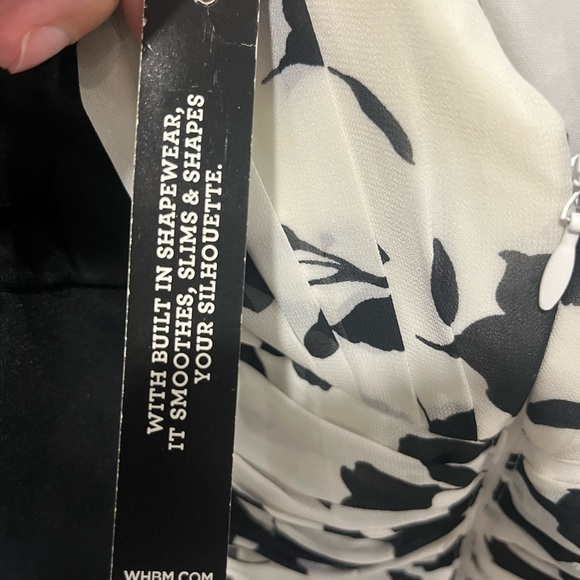 WITH BUILT IN SHAPEWEAR,
IT SMOOTHES, SLIMS & SHAPES
YOUR SILHOUETTE.
WHBM.COM